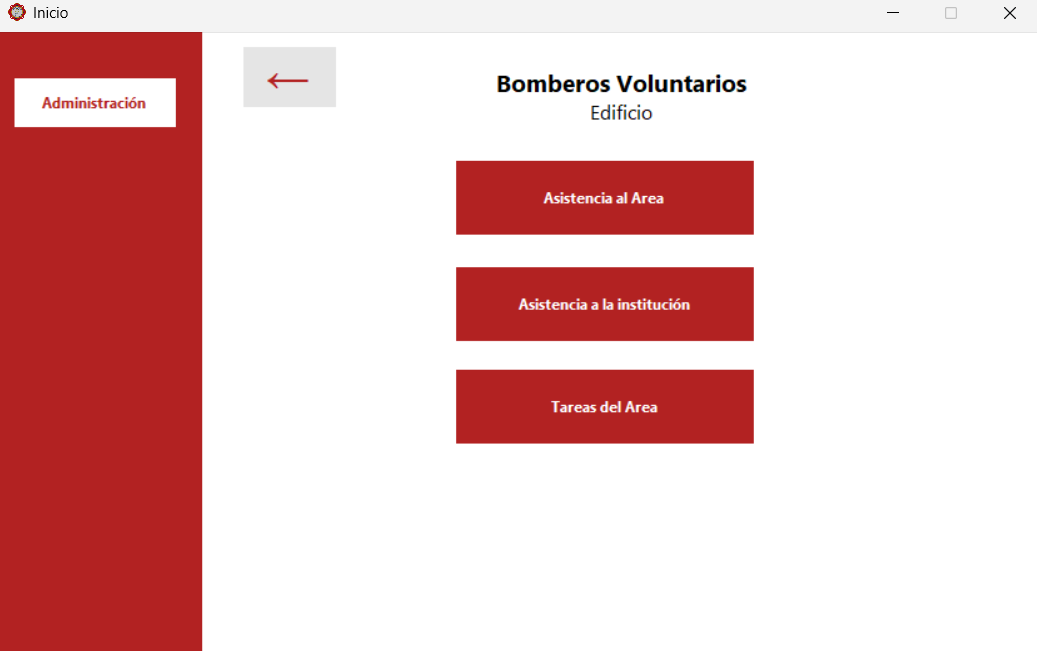 Inicio
Administración
Bomberos Voluntarios
Edificio
Asistencia al Area
Asistencia a la institución
Tareas del Area